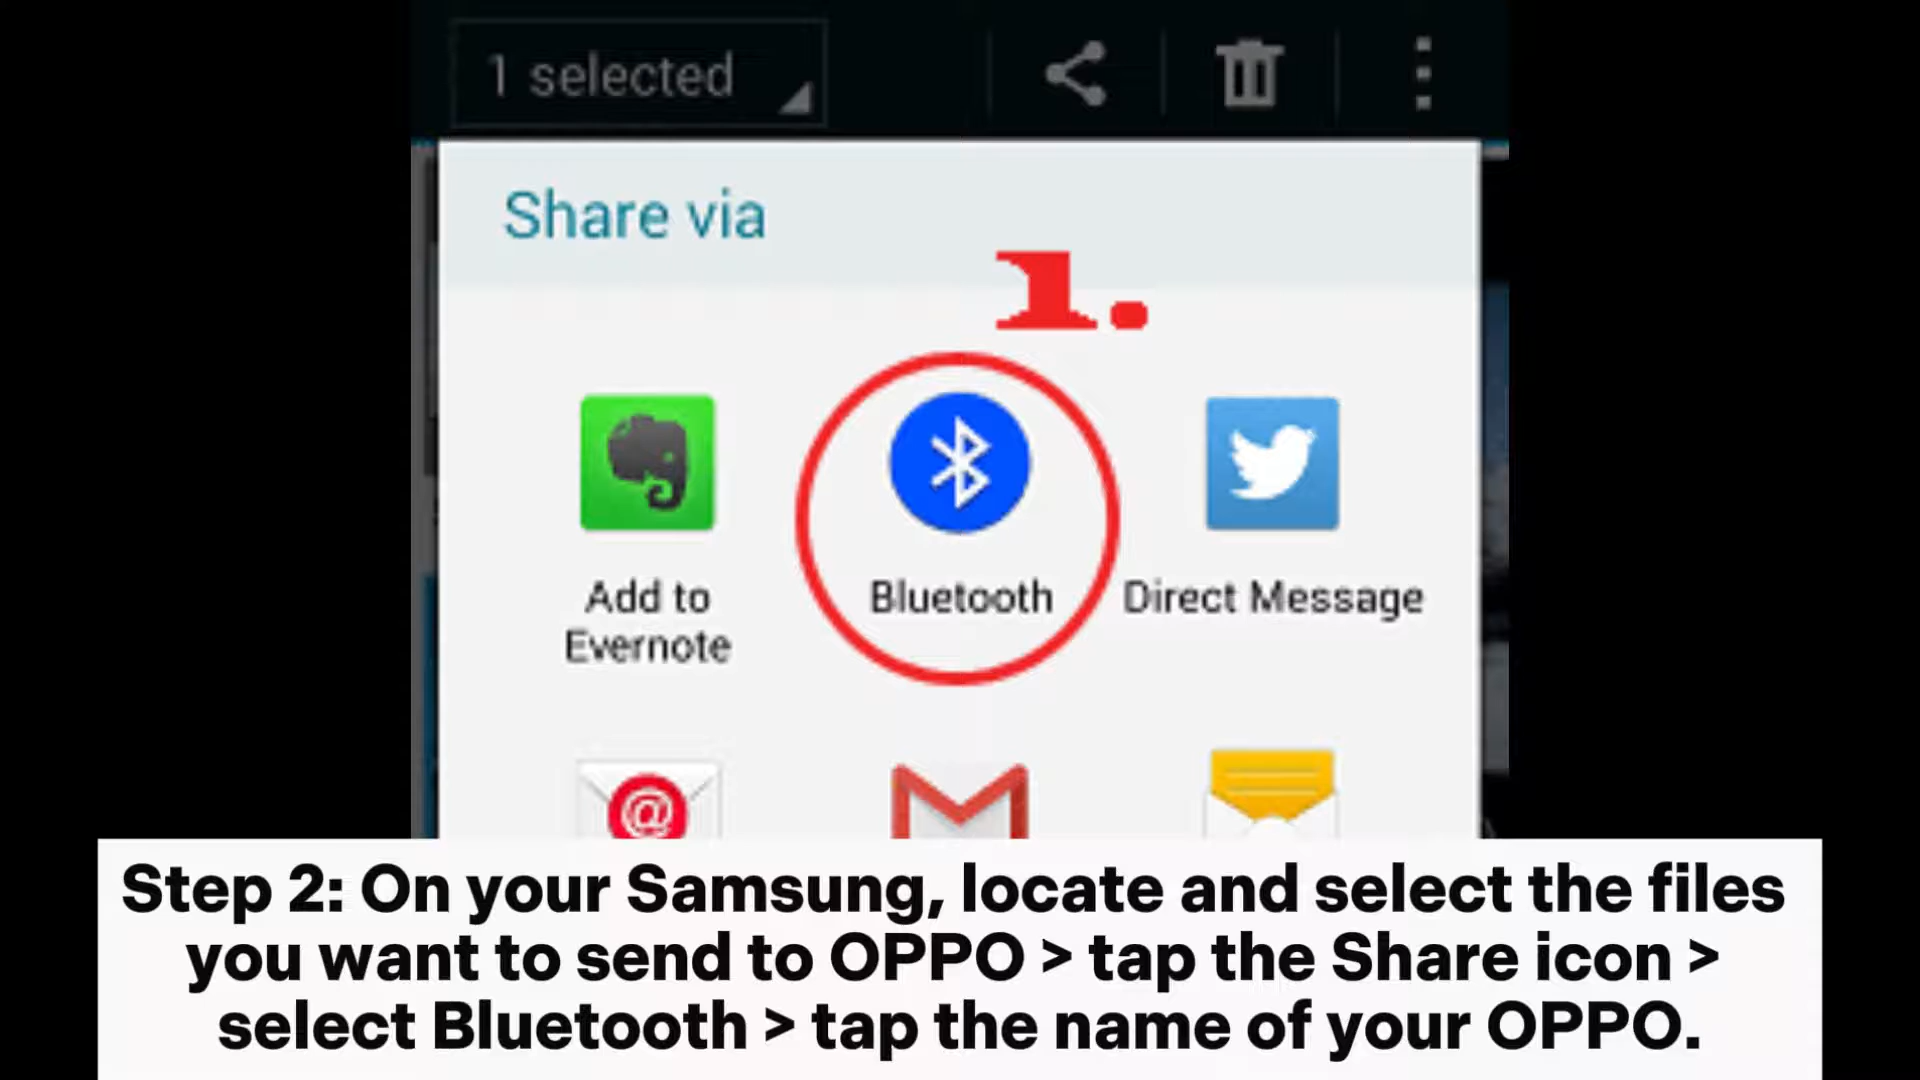 1 selected
Share via
1.
Add to
Evernote
Bluetooth
Direct Message
@
Step 2: On your Samsung, locate and select the files
you want to send to OPPO > tap the Share icon >
select Bluetooth > tap the name of your OPPO.